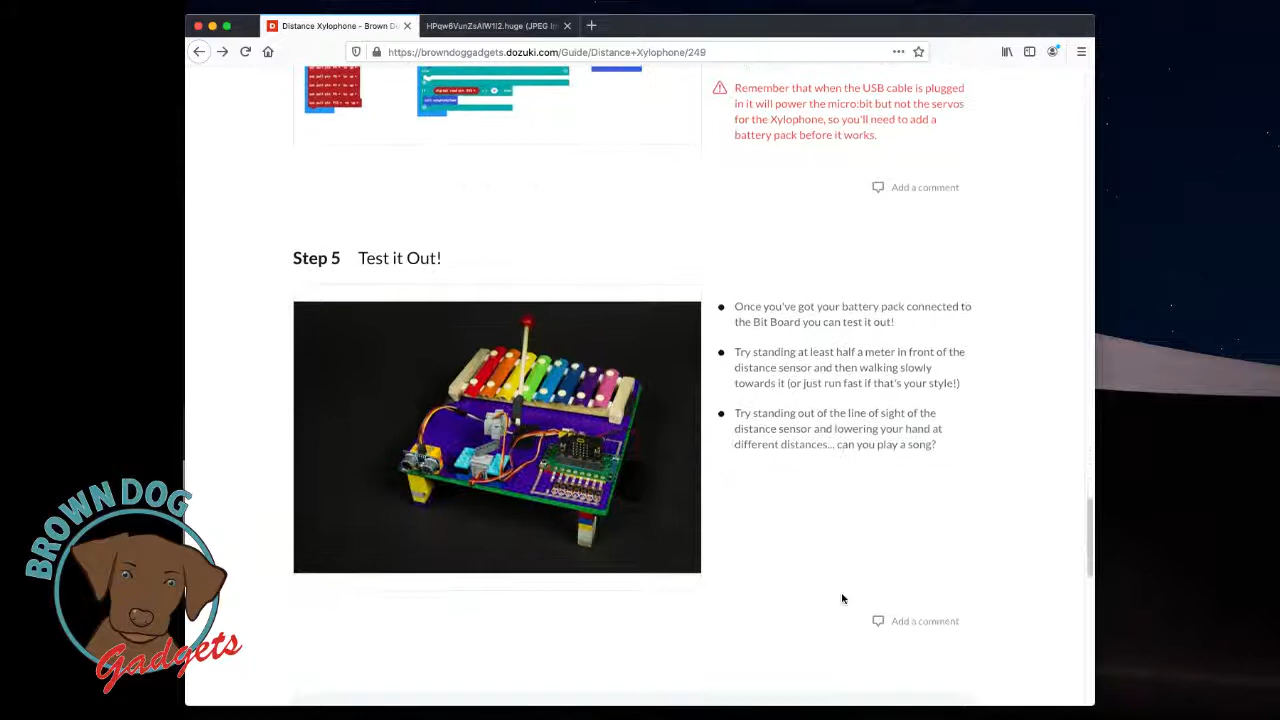 Distance Xylophone - Brown Do
HPqw6VunZsAlW1I2.huge (JPEG Im
https://browndoggadgets.dozuki.com/Guide/Distance+Xylophone/249
Remember that when the USB cable is plugged
in it will power the micro:bit but not the servos
for the Xylophone, so you'll need to add a
battery pack before it works.
Add a comment
Step 5 Test it Out!
Once you've got your battery pack connected to
the Bit Board you can test it out!
Try standing at least half a meter in front of the
distance sensor and then walking slowly
towards it (or just run fast if that's your style!)
Try standing out of the line of sight of the
distance sensor and lowering your hand at
different distances... can you play a song?
Add a comment
BROWN DOG
Gadgets